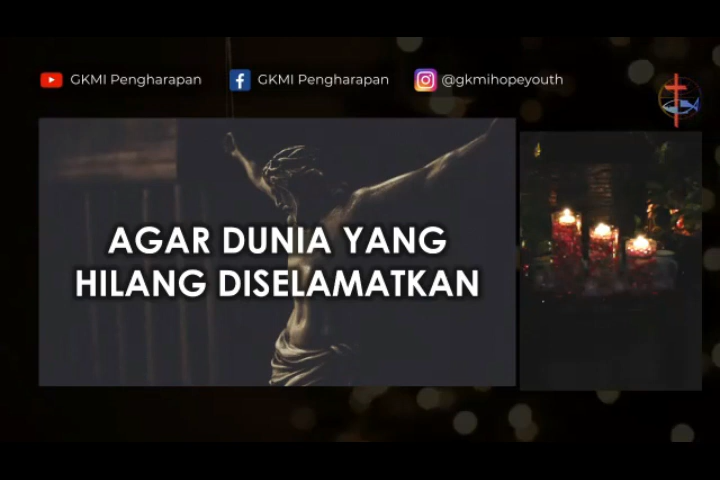 GKMI Pengharapan
GKMI Pengharapan
@gkmihopeyouth
AGAR DUNIA YANG
HILANG DISELAMATKAN